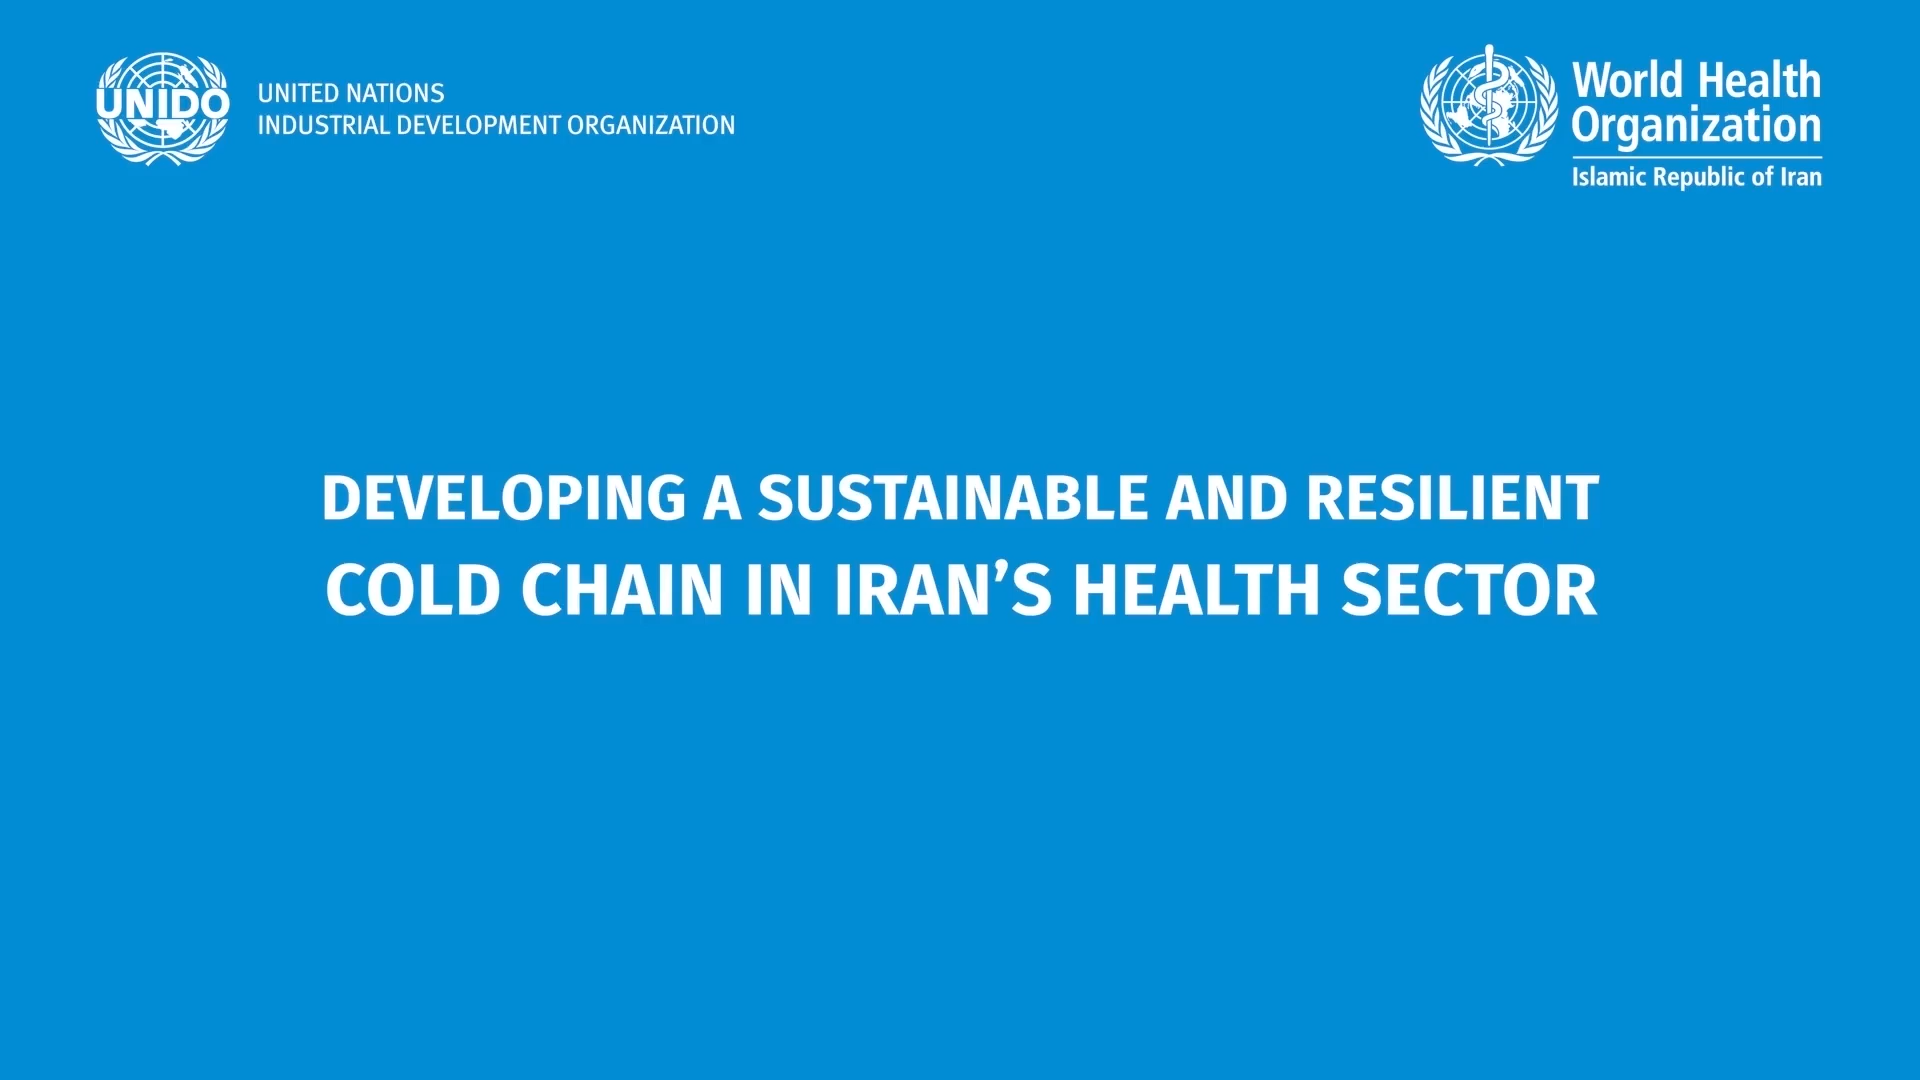 UNIDO
UNITED NATIONS
INDUSTRIAL DEVELOPMENT ORGANIZATION
World Health
Organization
Islamic Republic of Iran
DEVELOPING A SUSTAINABLE AND RESILIENT
COLD CHAIN IN IRAN’S HEALTH SECTOR